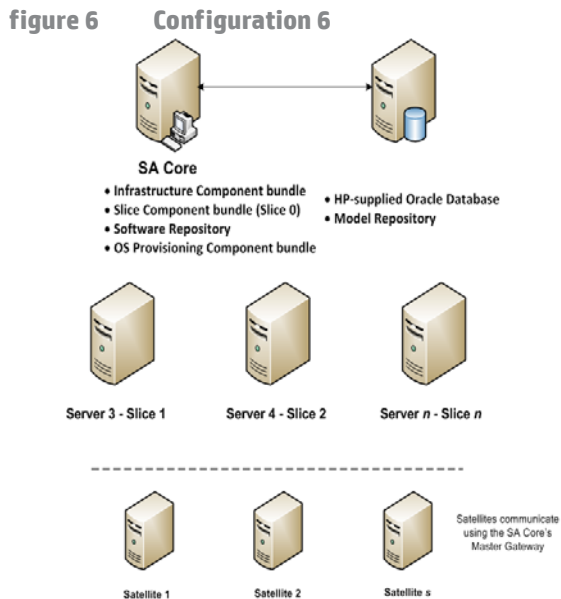 figure 6 Configuration 6
SA Core
• Infrastructure Component bundle
• Slice Component bundle (Slice 0)
• Software Repository
• OS Provisioning Component bundle
• HP-supplied Oracle Database
• Model Repository
Server 3 - Slice 1
Server 4 - Slice 2
Server n - Slice n
Satellites communicate
using the SA Core's
Master Gateway
Satellite 1
Satellite 2
Satellite s